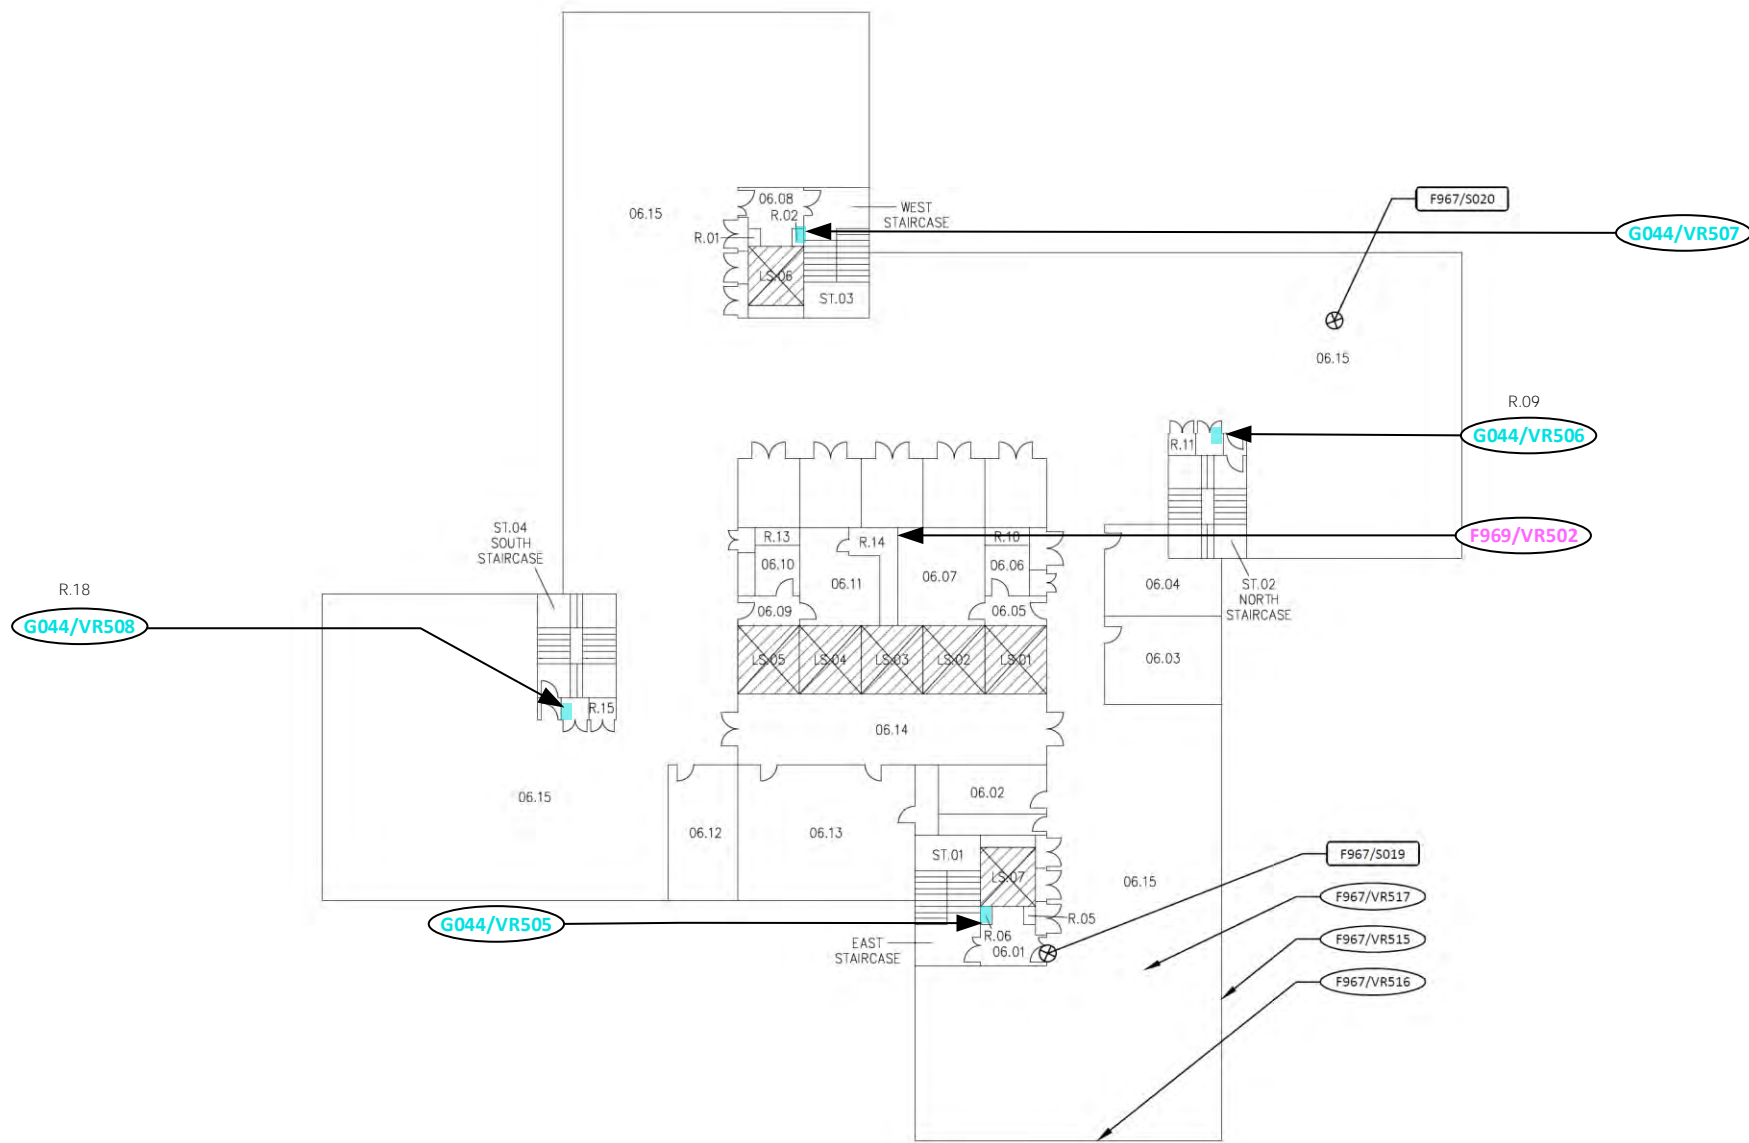 F967/S020
06.08
R.02
06.15
WEST
STAIRCASE
R.01
G044/VR507
LS.06
ST.03
06.15
R.09
G044/VR506
R.11
ST.04
SOUTH
STAIRCASE
R.13
R.14
R.10
F969/VR502
06.10
06.11
06.07
06.06
06.04
ST.02
NORTH
STAIRCASE
R.18
G044/VR508
06.09
06.05
LS.05
LS.04
LS.03
LS.02
LS.01
06.03
R.15
06.14
06.15
06.02
06.12
06.13
ST.01
F967/S019
LS.07
06.15
F967/VR517
G044/VR505
R.05
R.06
EAST
STAIRCASE
06.01
F967/VR515
F967/VR516